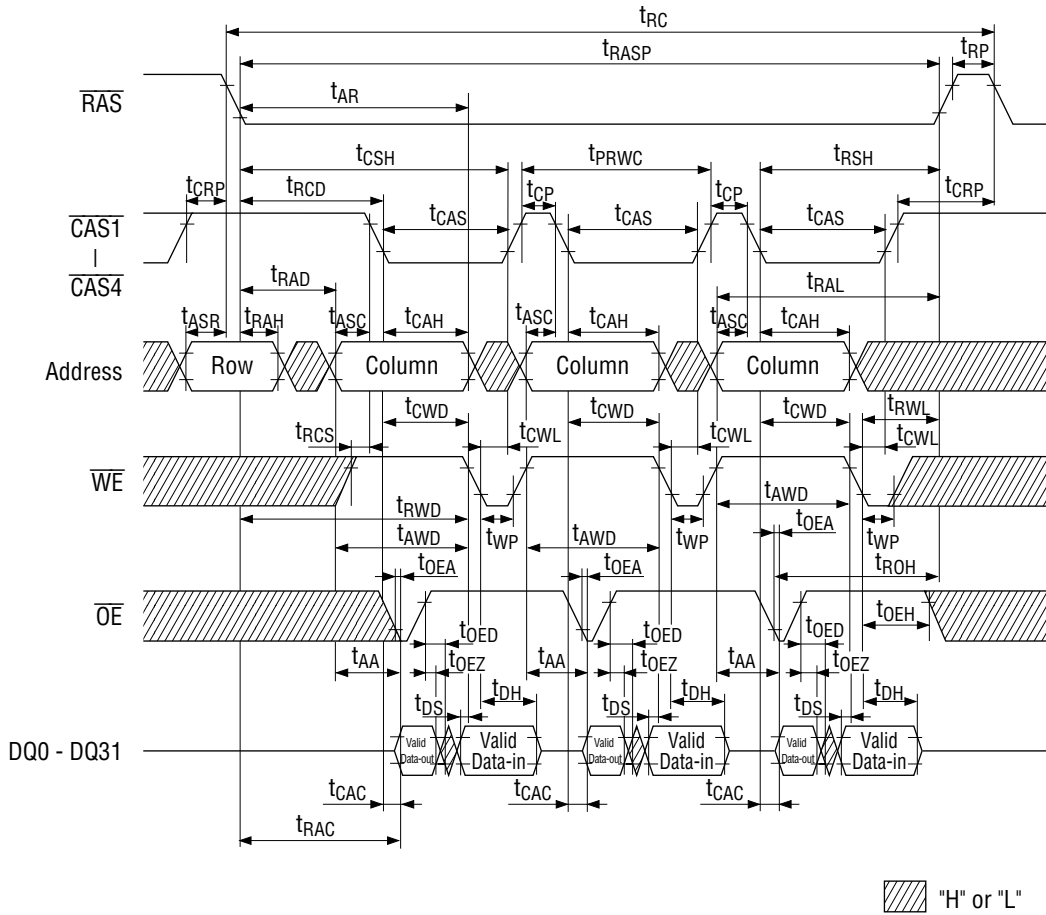 tRC
tRASP
tRP
RAS
tAR
tCSH
tPRWC
tRSH
tCRP
tRCD
tCP
tCP
tCRP
CAS1
tCAS
tCAS
tCAS
CAS4
tRAD
tRAL
tASR
tRAH
tASC
tCAH
tASC
tCAH
tASC
tCAH
Address
Row
Column
Column
Column
tCWD
tCWD
tCWD
tRWL
tRCS
tCWL
tCWL
tCWL
WE
tAWD
tRWD
tWP
tWP
tOEA
tWP
tAWD
tAWD
tROH
tOEA
tOEA
OE
tOEH
tOED
tOED
tOED
tAA
tOEZ
tAA
tOEZ
tAA
tOEZ
tDH
tDH
tDH
tDS
tDS
tDS
DQ0 - DQ31
Valid Data-out
Valid Data-in
Valid Data-out
Valid Data-in
Valid Data-out
Valid Data-in
tCAC
tCAC
tCAC
tRAC
"H" or "L"